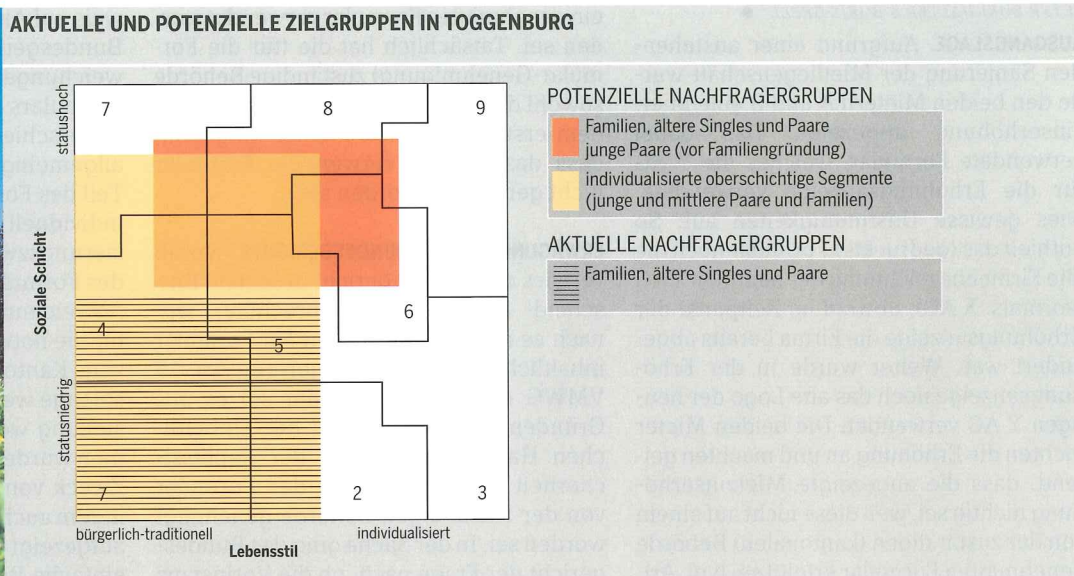 AKTUELLE UND POTENZIELLE ZIELGRUPPEN IN TOGGENBURG
statushoch
Soziale Schicht
statusniedrig
7
8
9
4
5
6
7
2
3
bürgerlich-traditionell
individualisiert
Lebensstil
POTENZIELLE NACHFRAGERGRUPPEN
Familien, ältere Singles und Paare
junge Paare (vor Familiengründung)
individualisierte oberschichtige Segmente
(junge und mittlere Paare und Familien)
AKTUELLE NACHFRAGERGRUPPEN
Familien, ältere Singles und Paare